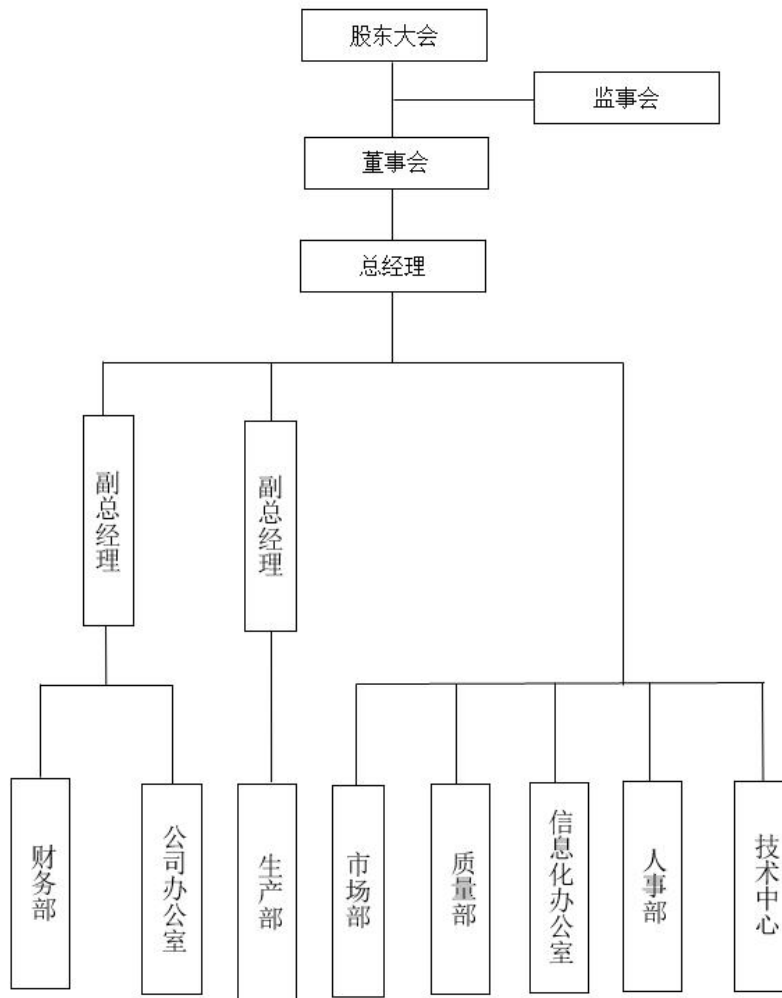 股东大会
监事会
董事会
总经理
副总经理
副总经理
财务部
公司办公室
生产部
市场部
质量部
信息化办公室
人事部
技术中心